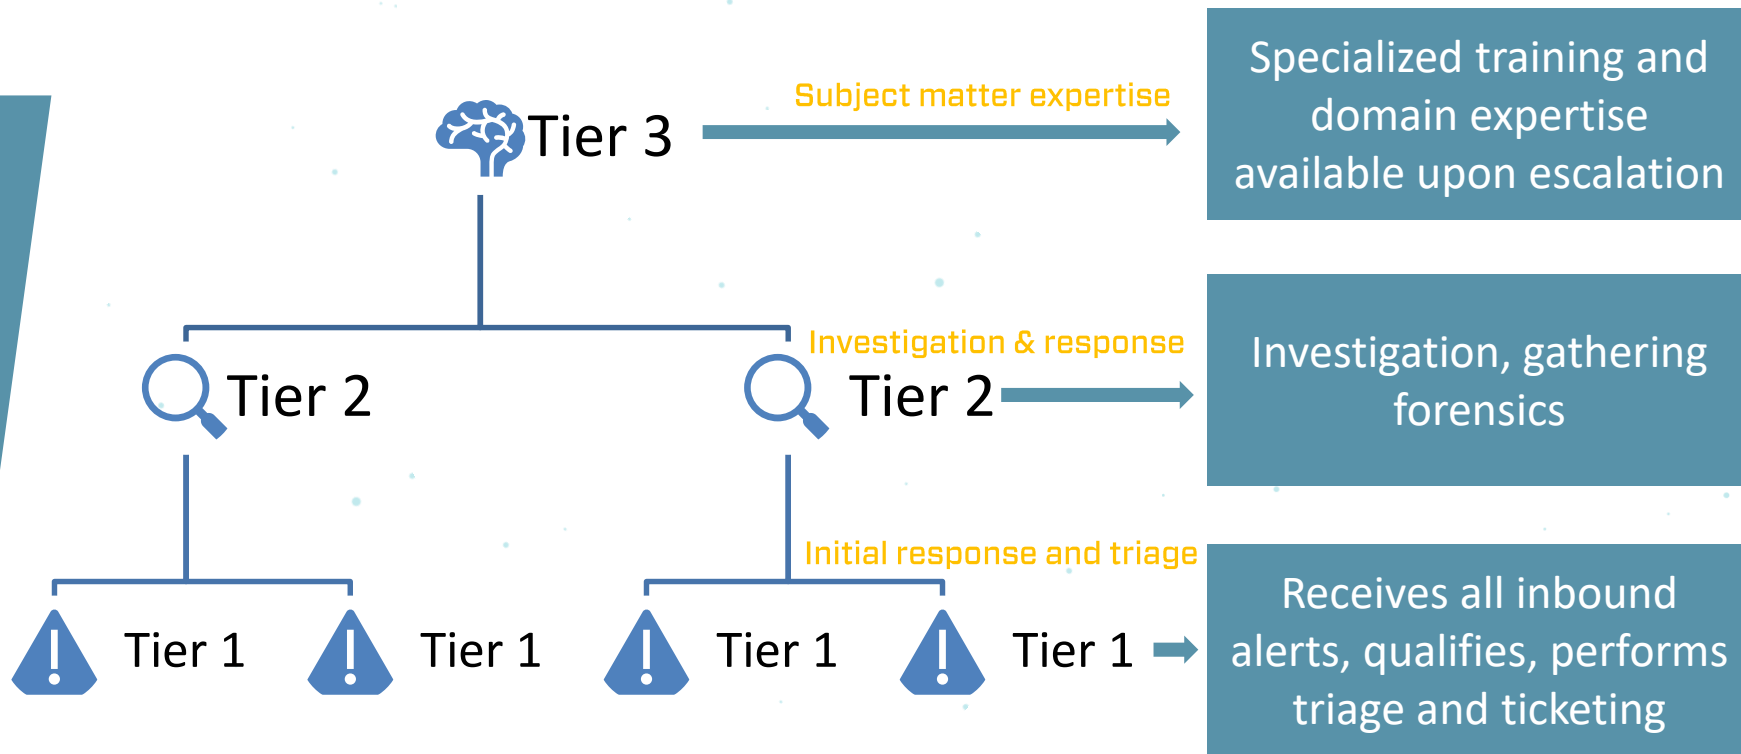 Subject matter expertise
Tier 3
Specialized training and
domain expertise
available upon escalation
Investigation & response
Tier 2
Tier 2
Investigation, gathering
forensics
Initial response and triage
Tier 1
Tier 1
Tier 1
Tier 1
Receives all inbound
alerts, qualifies, performs
triage and ticketing